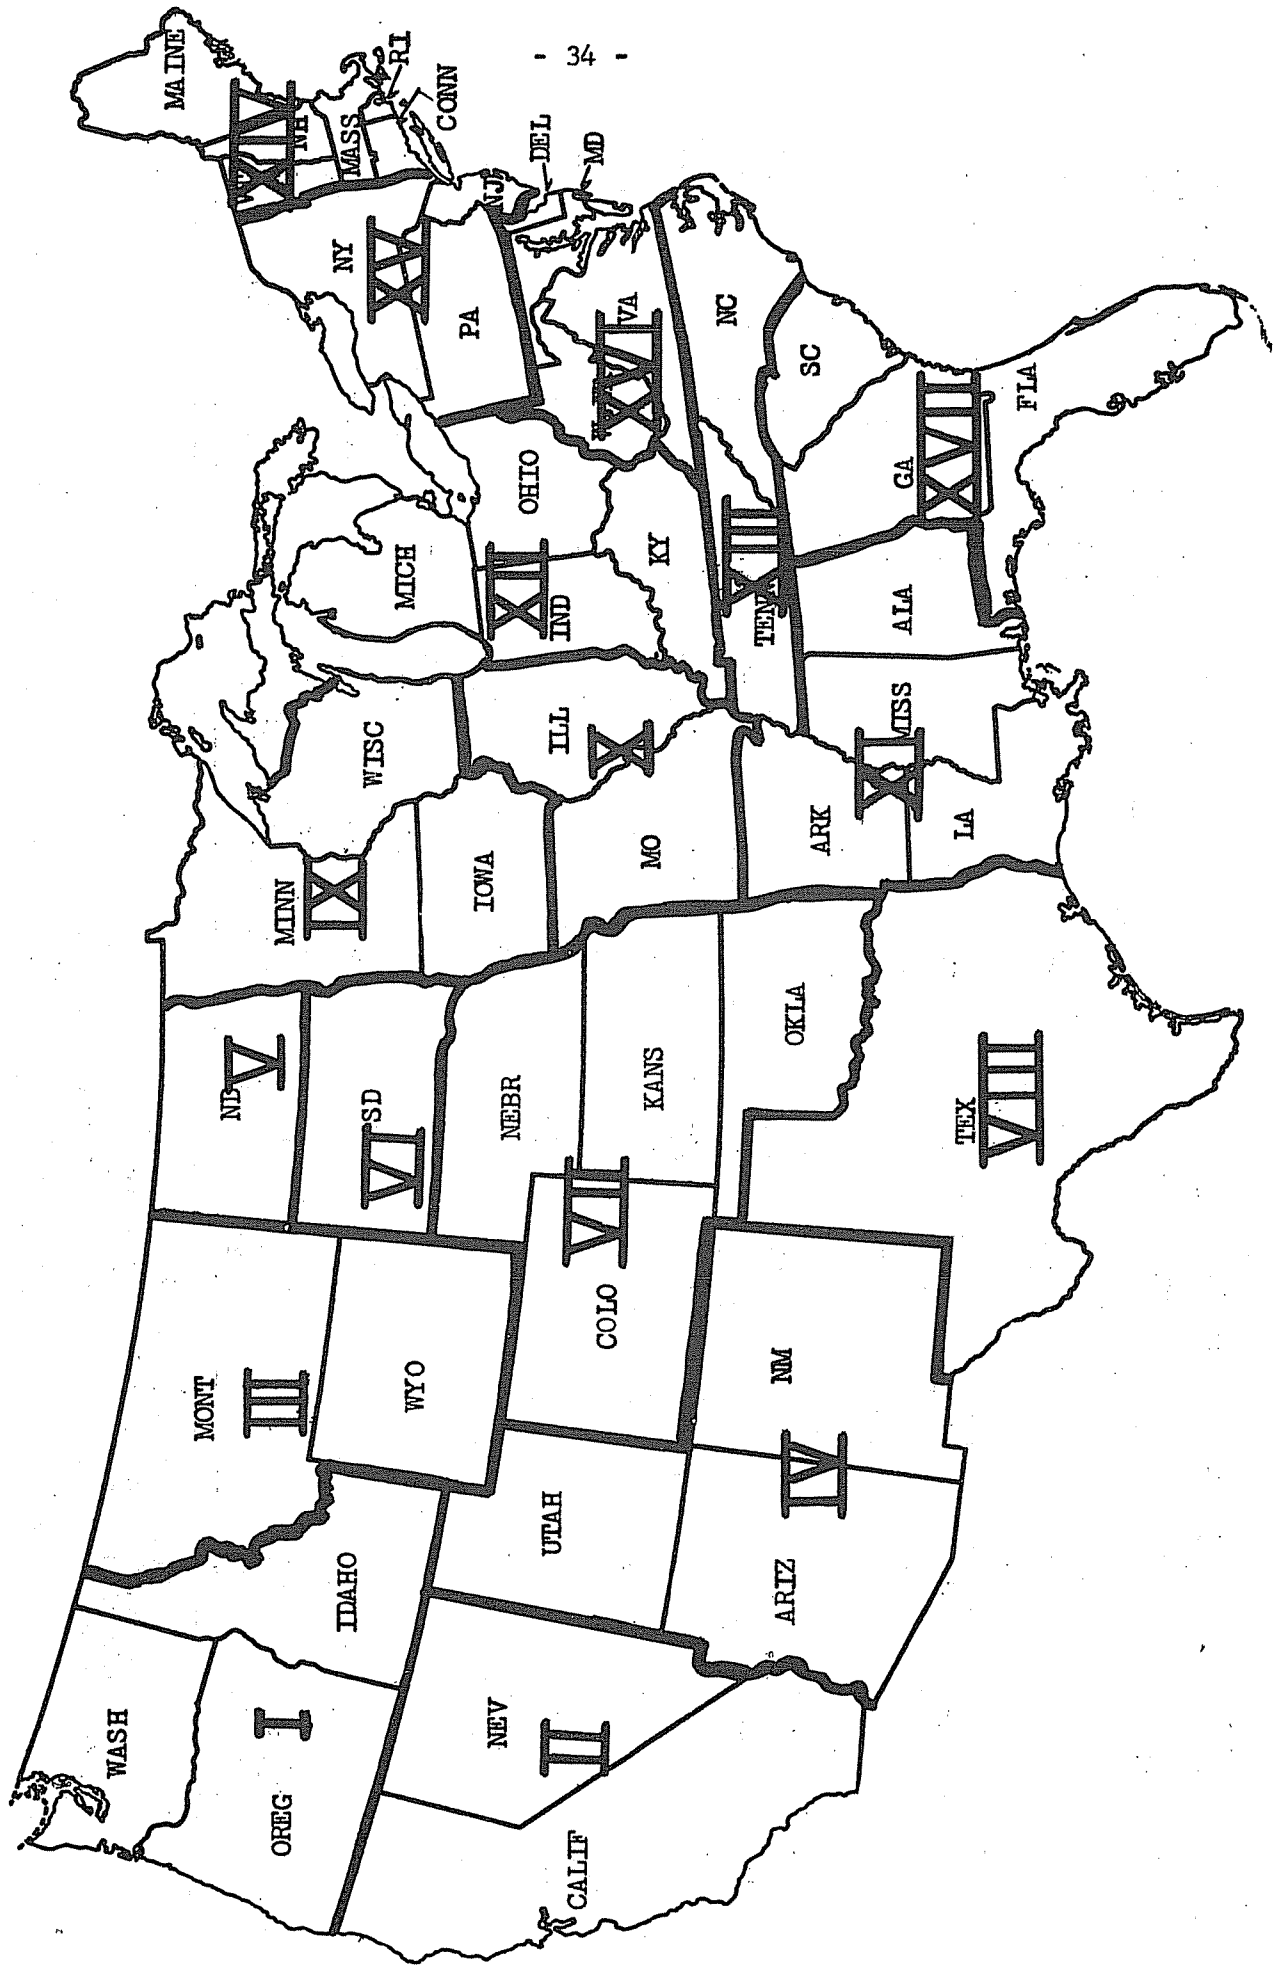 - 34 -
WASH
OREG
I
IDAHO
CALIF
NEV
II
MONT
III
WYO
UTAH
ARIZ
IV
NM
ND
V
SD
VI
NEBR
COLO
VII
KANS
OKLA
TEX
VIII
MINN
IX
WISC
IOWA
ILL
X
MO
ARK
XI
MISS
LA
ALA
MICH
XII
IND
OHIO
KY
TEN
XIII
NC
SC
GA
XVII
FLA
VA
XVI
PA
NY
XV
NJ
DEL
MD
MAINE
XIV
NH
MASS
RI
CONN